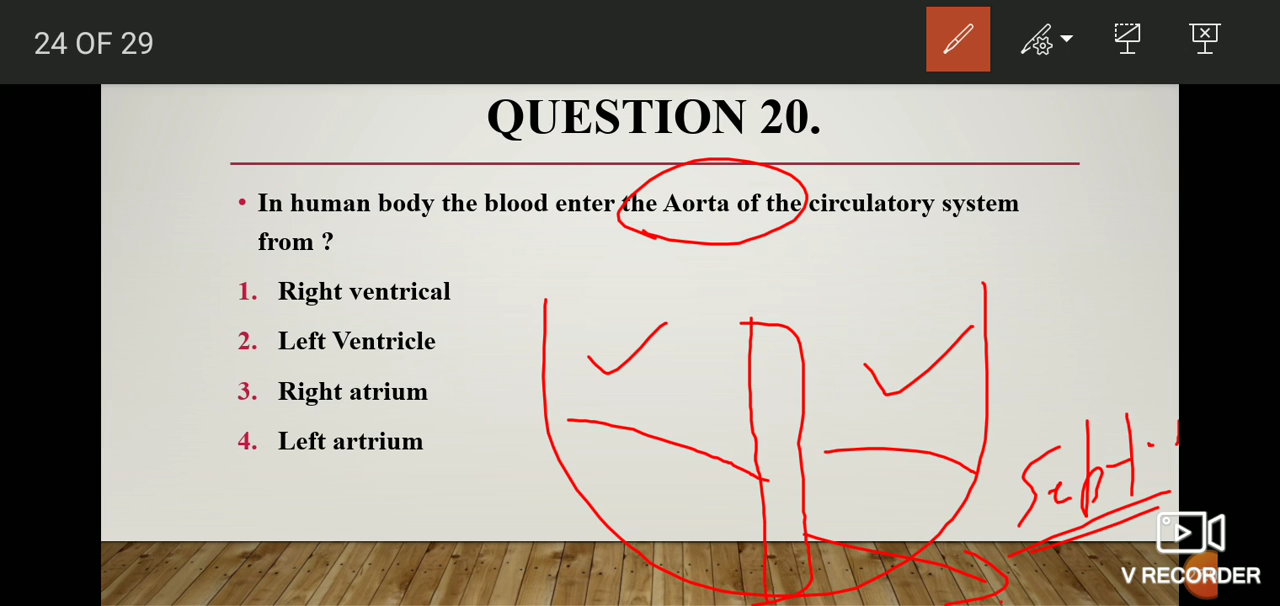 24 OF 29
QUESTION 20.
• In human body the blood enter the Aorta of the circulatory system
from ?
1. Right ventrical
2. Left Ventricle
3. Right atrium
4. Left artrium
V RECORDER